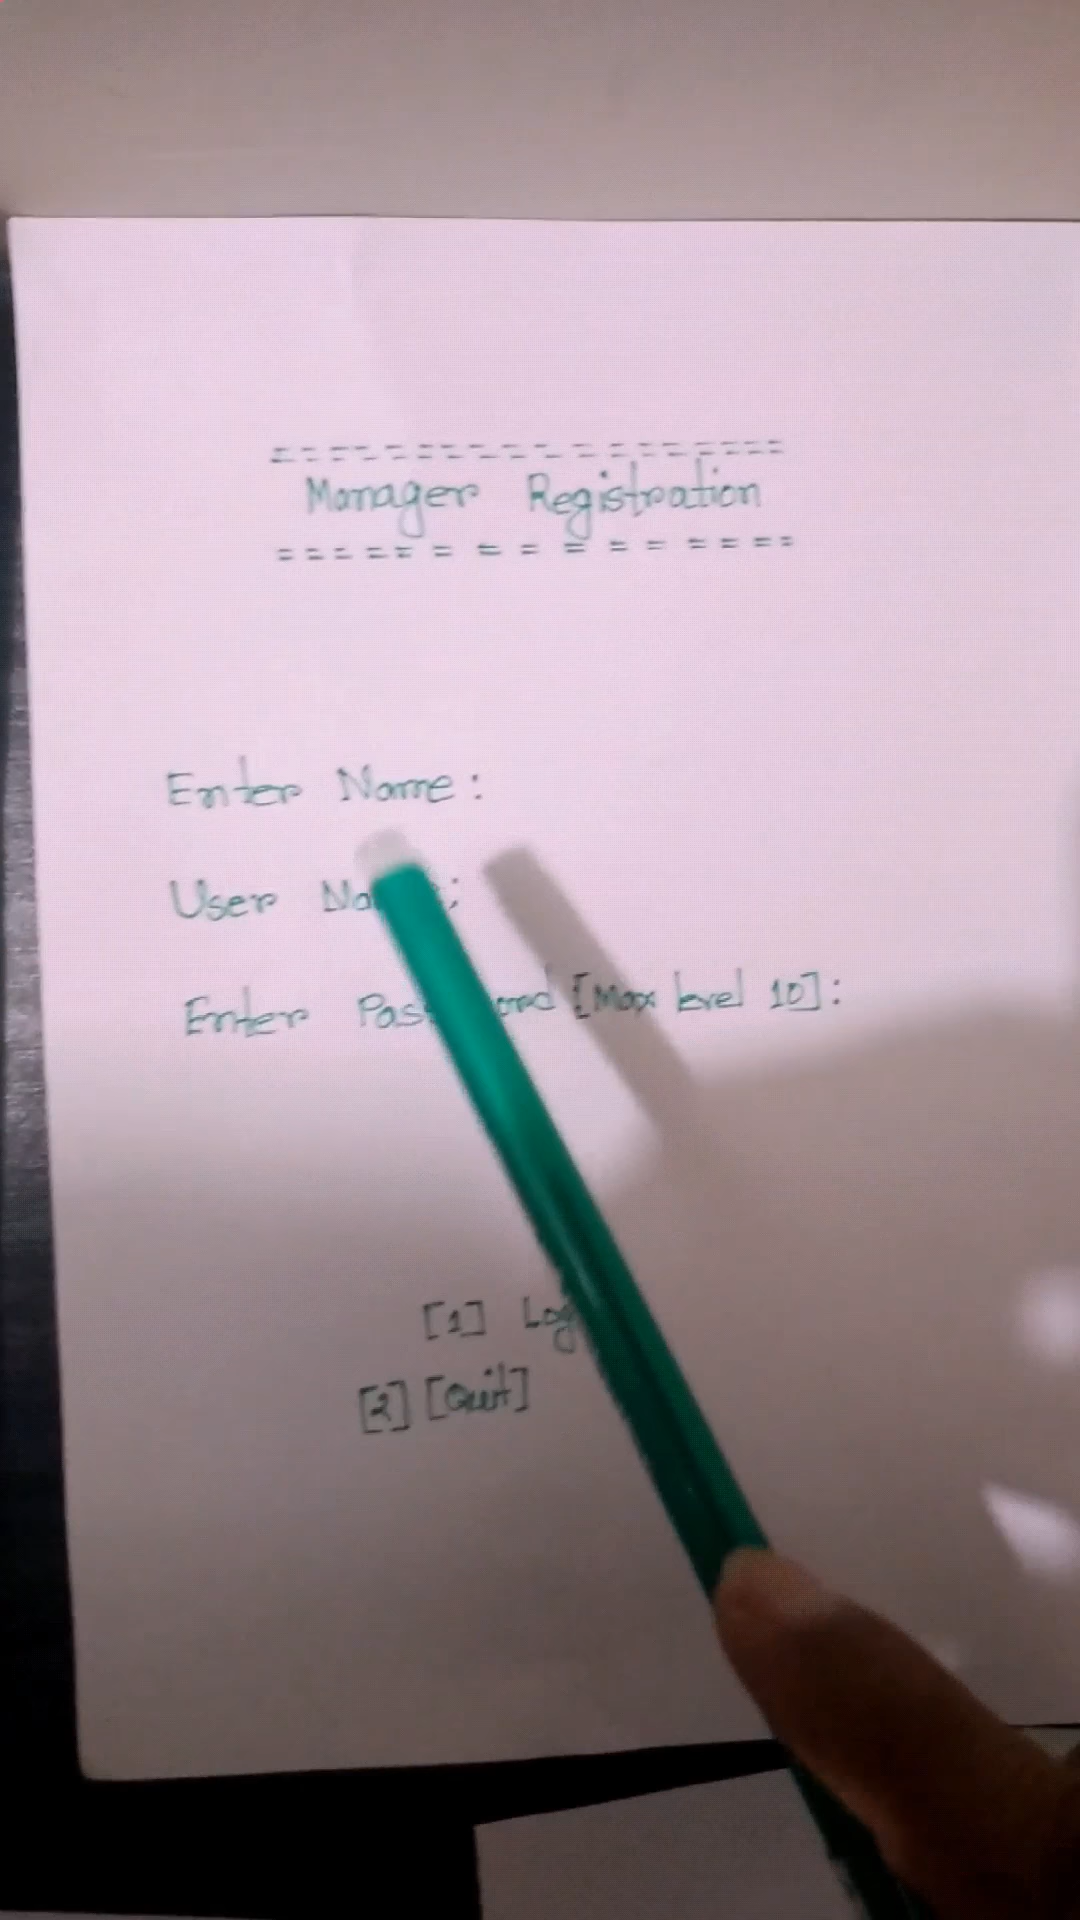 = = = = = = = = = = = = = = = = =
Manager Registration
= = = = = = = = = = = = = = =
Enter Name :
User :
Enter [Max level 10] :
[1]
[2] [Quit]